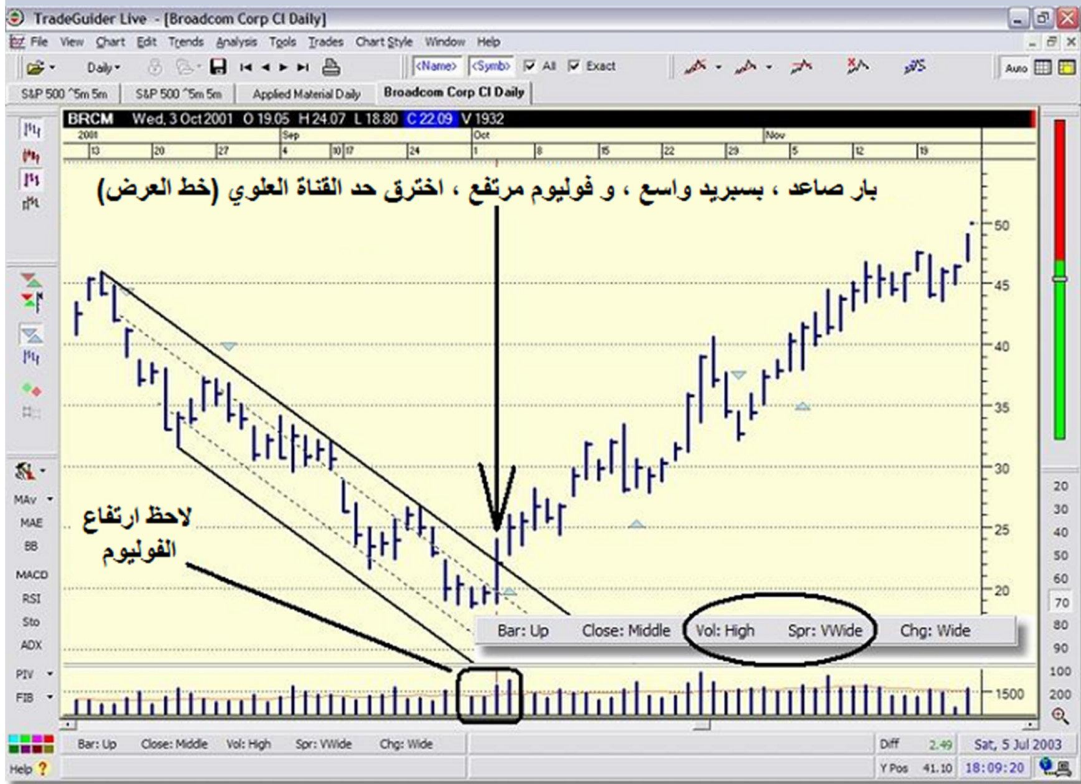 TradeGuider Live - [Broadcom Corp CI Daily]
File View Chart Edit Trends Analysis Tools Trades Chart Style Window Help
Daily <Name> <Symb> All Exact Auto
S&P 500 ^5m 5m S&P 500 ^5m 5m Applied Material Daily Broadcom Corp CI Daily
BRCM Wed, 3 Oct 2001 O 19.05 H 24.07 L 18.80 C 22.09 V 1932
2001 Sep Oct Nov
13 20 27 4 10 17 24 1 8 15 22 29 5 12 19
بار صاعد ، بسبريد واسع ، و فوليوم مرتفع ، اخترق حد القناة العلوي (خط العرض)
50
45
40
35
30
25
20
لاحظ ارتفاع
الفوليوم
Bar: Up Close: Middle Vol: High Spr: VWide Chg: Wide
1500
MAv
MAE
BB
MACD
RSI
Sto
ADX
PIV
FIB
20
30
40
50
60
70
80
90
100
200
Bar: Up Close: Middle Vol: High Spr: VWide Chg: Wide Diff 2.49 Sat, 5 Jul 2003
Help ? Y Pos 41.10 18:09:20